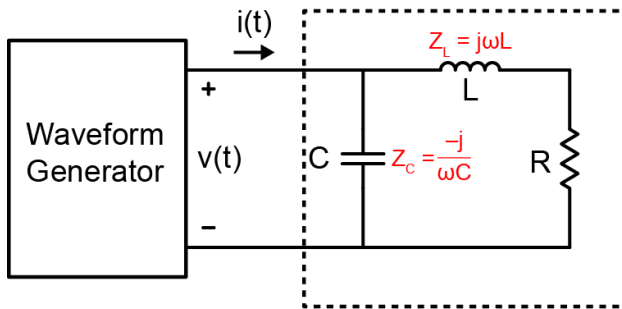 i(t)
Z_L = jωL
L
+
Waveform
Generator
v(t)
C
Z_C = –j/ωC
R
–